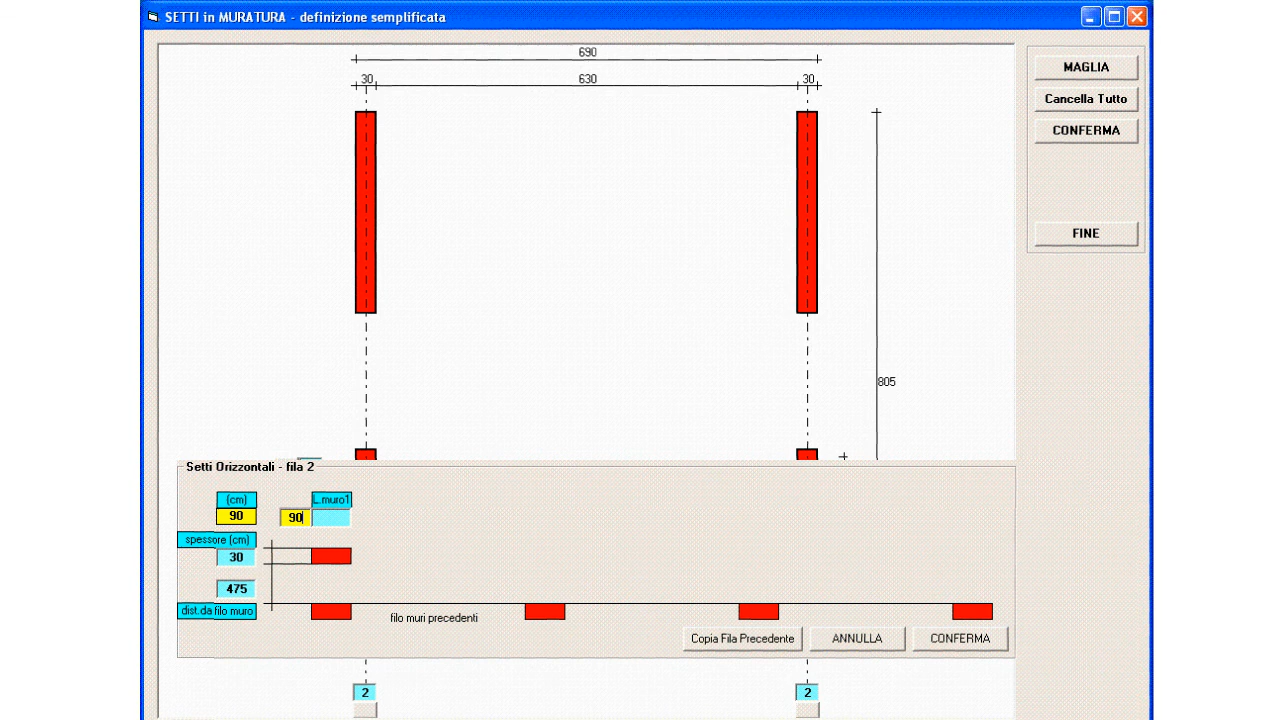 SETTI in MURATURA - definizione semplificata
690
30 630 30
MAGLIA
Cancella Tutto
CONFERMA
FINE
805
Setti Orizzontali - fila 2
(cm) L.muro1
90 90
spessore (cm)
30
475
dist.da filo muro
filo muri precedenti
Copia Fila Precedente ANNULLA CONFERMA
2 2